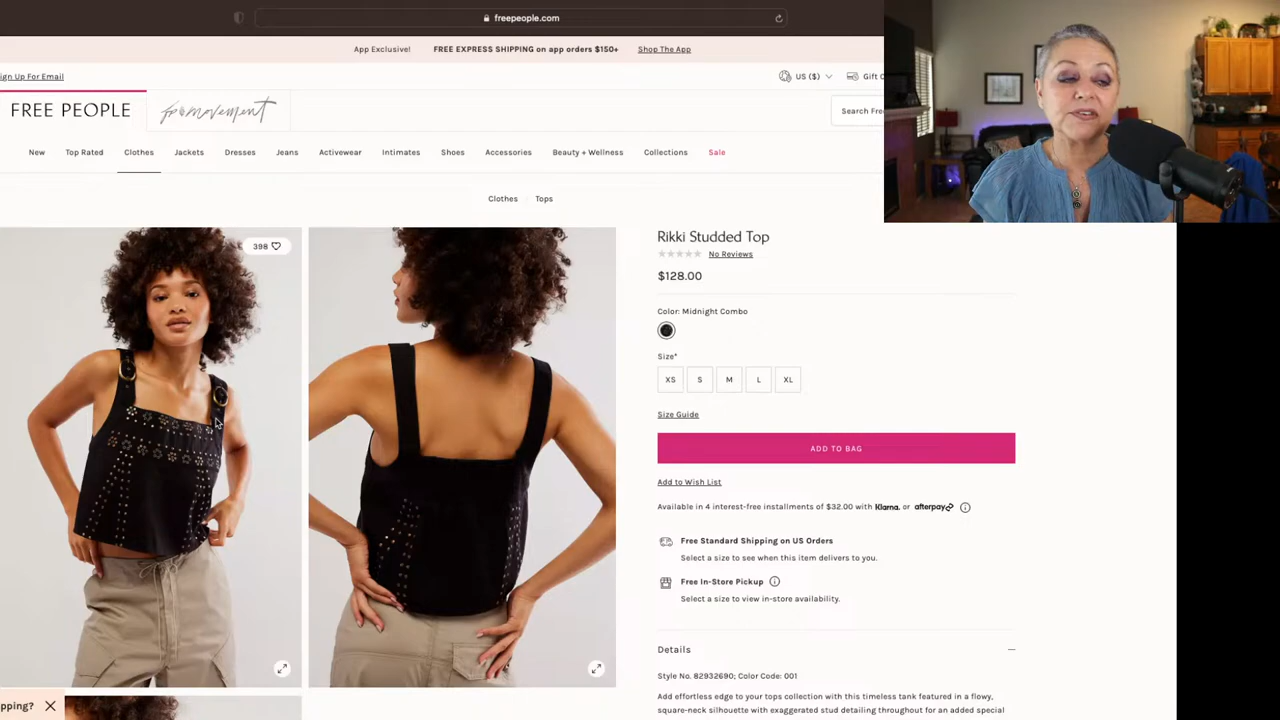 freepeople.com
App Exclusive! FREE EXPRESS SHIPPING on app orders $150+ Shop The App
ign Up For Email
US ($)
Gift
FREE PEOPLE
movement
Search Fre
New Top Rated Clothes Jackets Dresses Jeans Activewear Intimates Shoes Accessories Beauty + Wellness Collections Sale
Clothes Tops
398
Rikki Studded Top
No Reviews
$128.00
Color: Midnight Combo
Size*
XS S M L XL
Size Guide
ADD TO BAG
Add to Wish List
Available in 4 interest-free installments of $32.00 with Klarna. or afterpay
Free Standard Shipping on US Orders
Select a size to see when this item delivers to you.
Free In-Store Pickup
Select a size to view in-store availability.
Details
Style No. 82932690; Color Code: 001
Add effortless edge to your tops collection with this timeless tank featured in a flowy,
square-neck silhouette with exaggerated stud detailing throughout for an added special
pping?